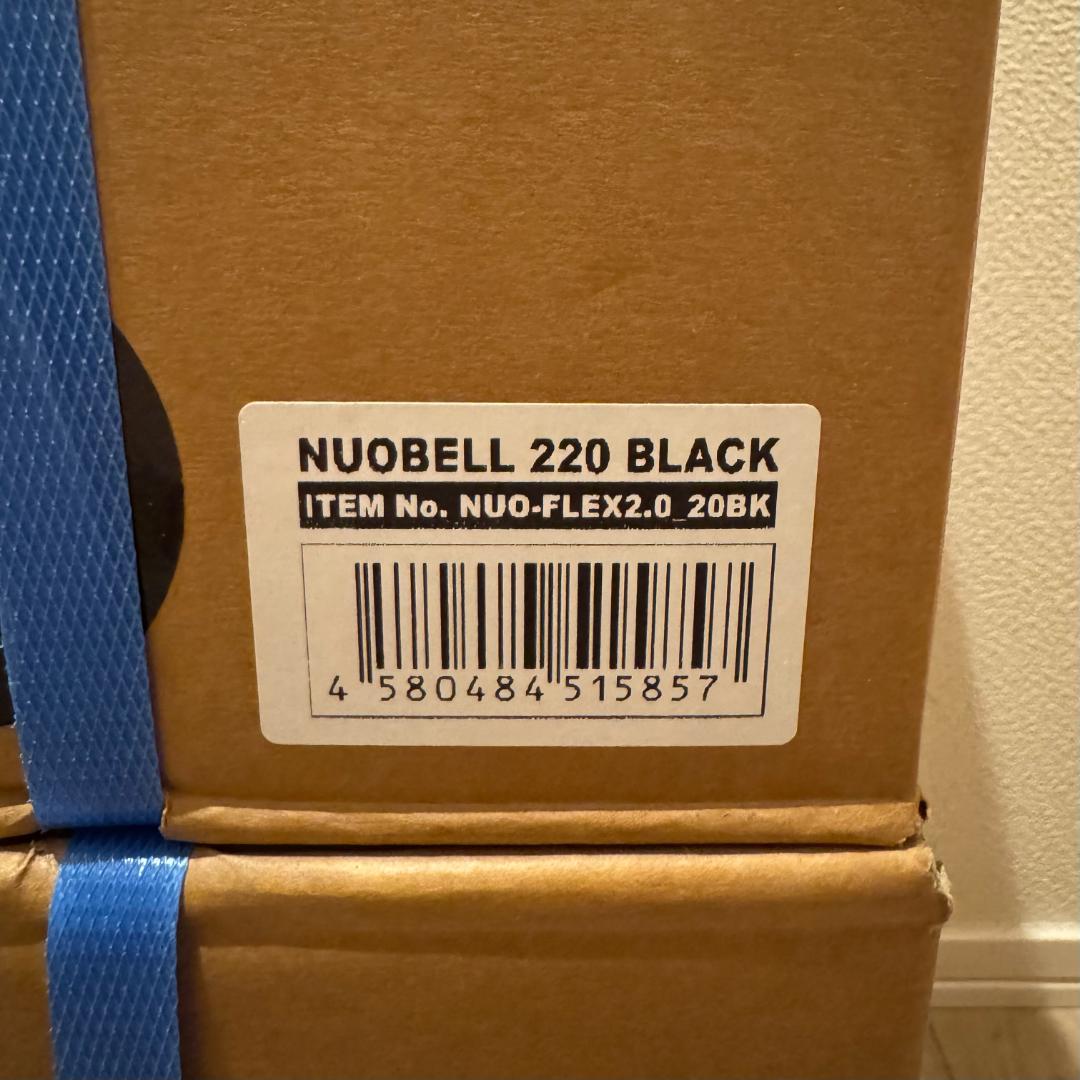 NUOBELL 220 BLACK
ITEM No. NUO-FLEX2.0_20BK
4 580484 515857